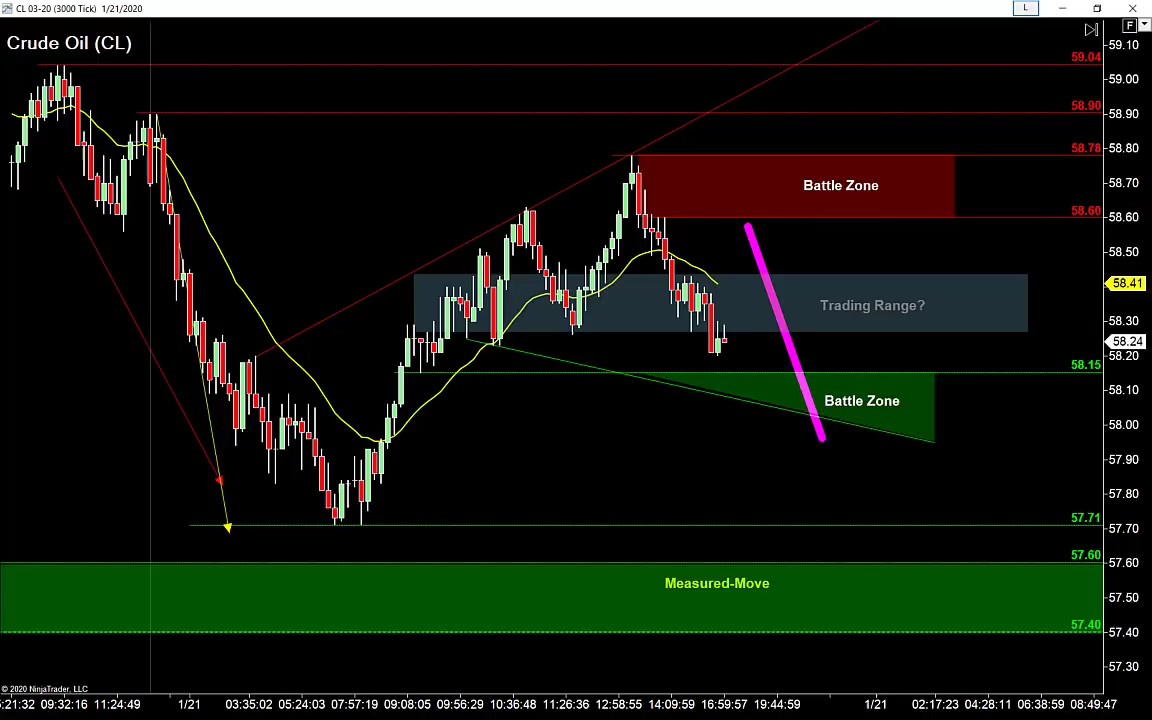 CL 03-20 (3000 Tick) 1/21/2020
L
F
Crude Oil (CL)
59.10
59.04
59.00
58.90
58.90
58.80
58.78
58.70
Battle Zone
58.60
58.60
58.50
58.41
Trading Range?
58.30
58.24
58.20
58.15
58.10
Battle Zone
58.00
57.90
57.80
57.71
57.70
57.60
57.60
Measured-Move
57.50
57.40
57.40
57.30
© 2020 NinjaTrader, LLC
:21:32 09:32:16 11:24:49 1/21 03:35:02 05:24:03 07:57:19 09:08:05 09:56:29 10:36:48 11:26:36 12:58:55 14:09:59 16:59:57 19:44:59 1/21 02:17:23 04:28:11 06:38:59 08:49:47